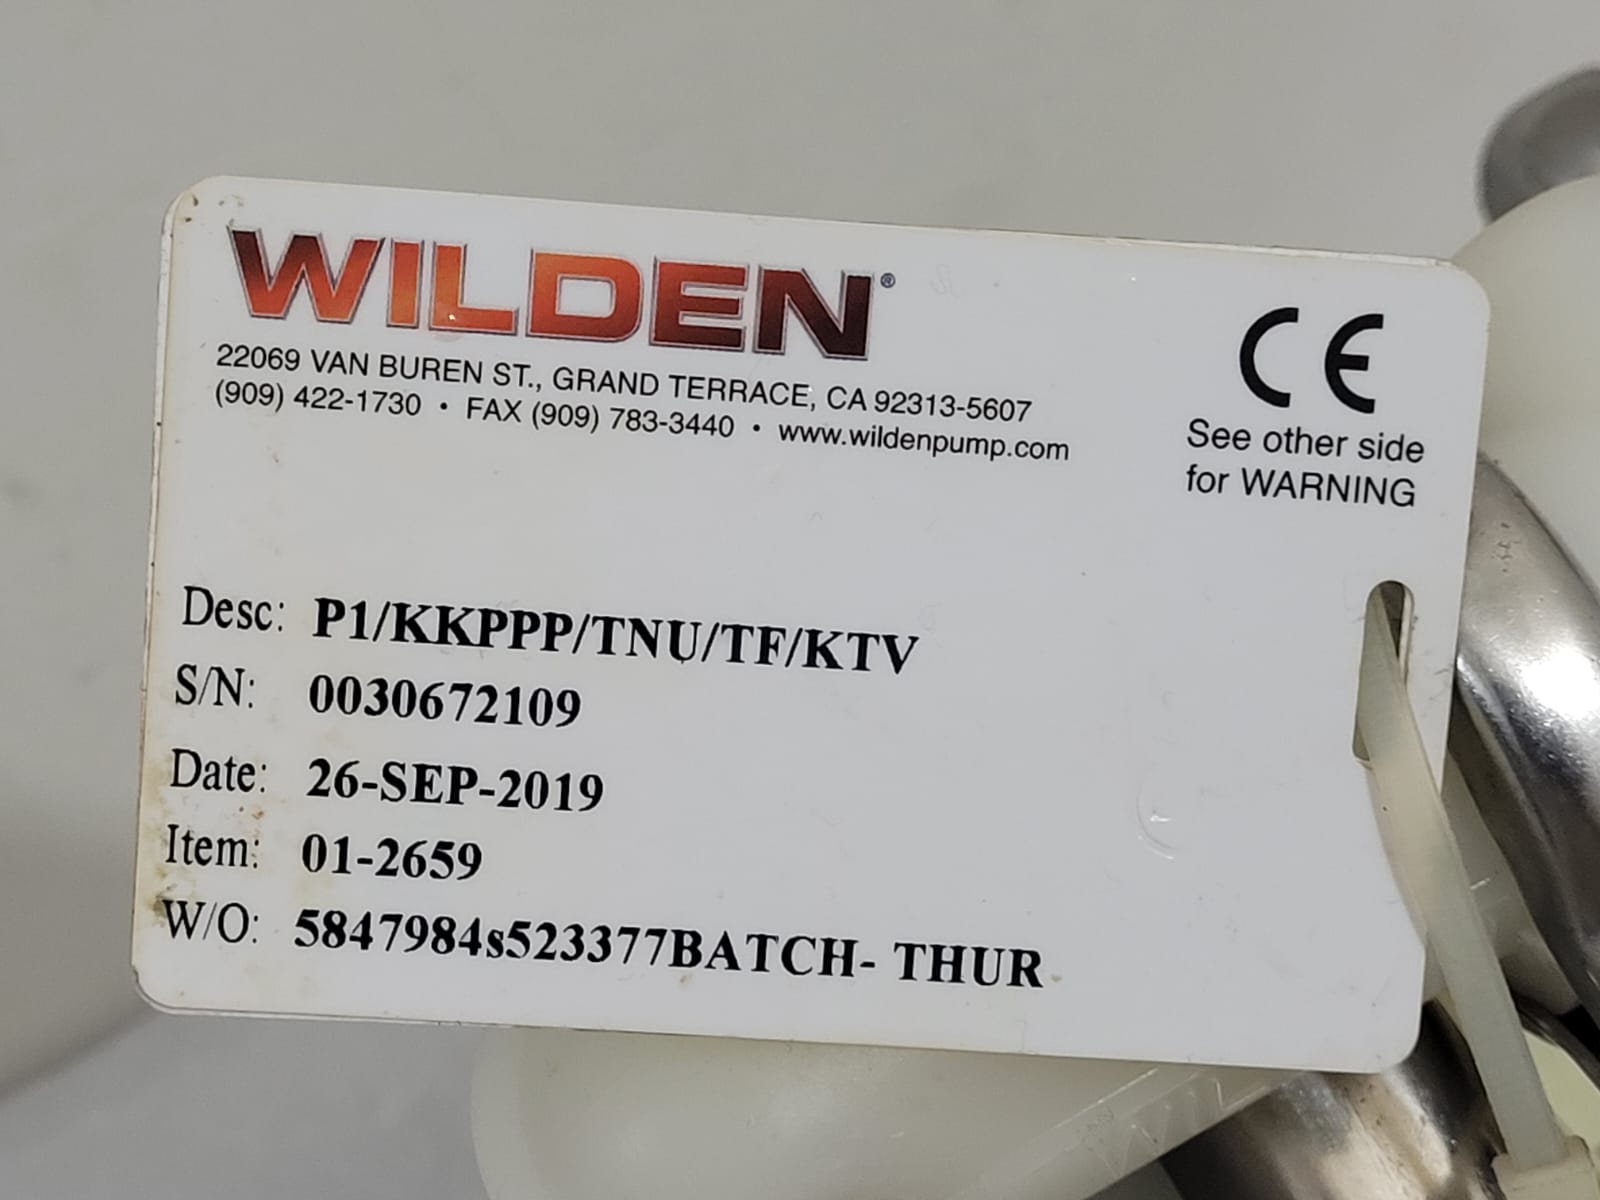 WILDEN®
22069 VAN BUREN ST., GRAND TERRACE, CA 92313-5607
(909) 422-1730 • FAX (909) 783-3440 • www.wildenpump.com
CE
See other side
for WARNING
Desc: P1/KKPPP/TNU/TF/KTV
S/N: 0030672109
Date: 26-SEP-2019
Item: 01-2659
W/O: 5847984s523377BATCH- THUR